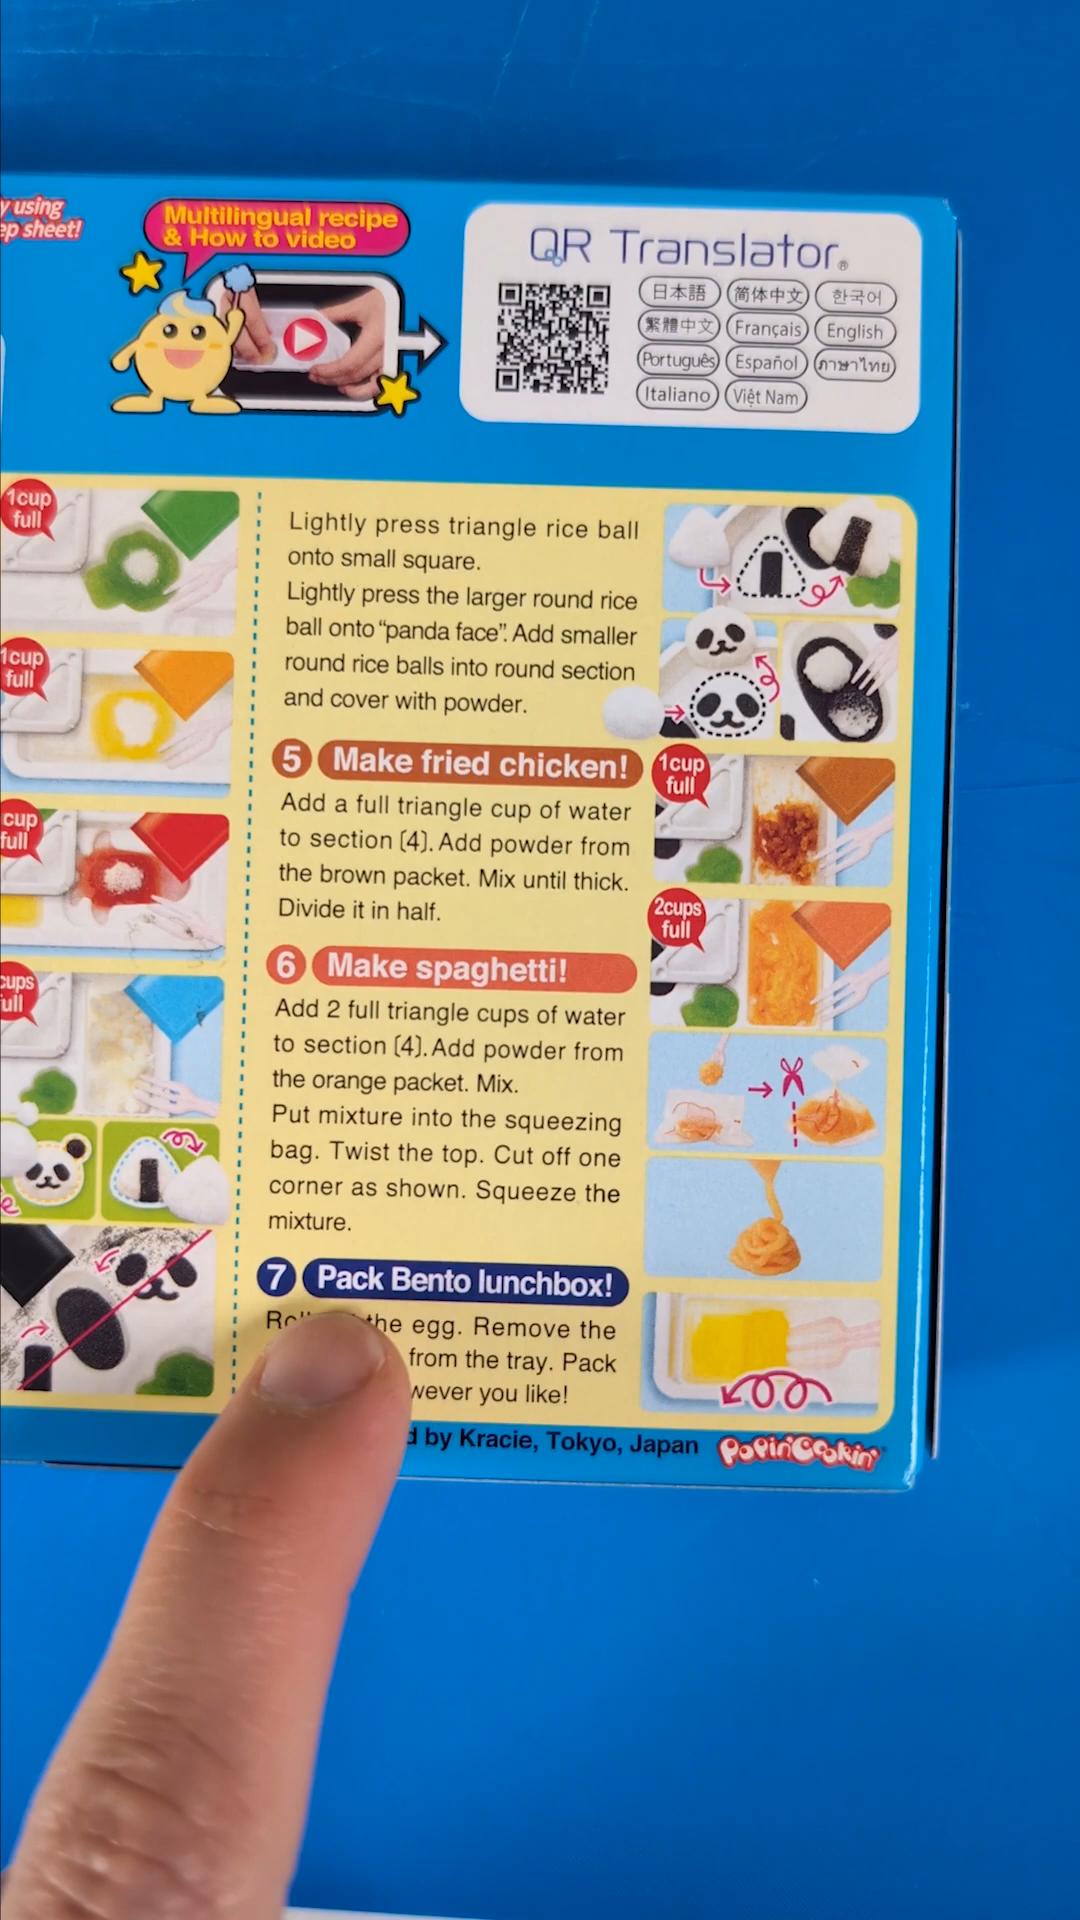 y using
ep sheet!
Multilingual recipe
& How to video
QR Translator®
日本語
简体中文
한국어
繁體中文
Français
English
Português
Español
ภาษาไทย
Italiano
Việt Nam
1cup
full
1cup
full
cup
full
cups
full
Lightly press triangle rice ball
onto small square.
Lightly press the larger round rice
ball onto “panda face”. Add smaller
round rice balls into round section
and cover with powder.
5 Make fried chicken!
1cup
full
Add a full triangle cup of water
to section (4). Add powder from
the brown packet. Mix until thick.
Divide it in half.
2cups
full
6 Make spaghetti!
Add 2 full triangle cups of water
to section (4). Add powder from
the orange packet. Mix.
Put mixture into the squeezing
bag. Twist the top. Cut off one
corner as shown. Squeeze the
mixture.
7 Pack Bento lunchbox!
the egg. Remove the
from the tray. Pack
wever you like!
d by Kracie, Tokyo, Japan
Popin'Cookin'